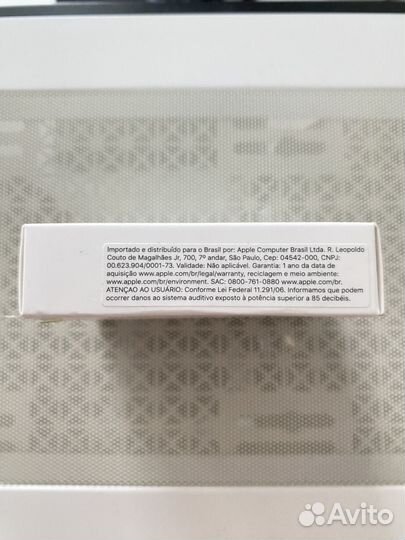 Importado e distribuído para o Brasil por: Apple Computer Brasil Ltda. R. Leopoldo
Couto de Magalhães Jr, 700, 7º andar, São Paulo, Cep: 04542-000, CNPJ:
00.623.904/0001-73. Validade: Não aplicável. Garantia: 1 ano da data de
aquisição www.apple.com/br/legal/warranty, reciclagem e meio ambiente:
www.apple.com/br/environment. SAC: 0800-761-0880 www.apple.com/br.
ATENÇAO AO USUÁRIO: Conforme Lei Federal 11.291/06. Informamos que podem
ocorrer danos ao sistema auditivo exposto à potência superior a 85 decibéis.
Avito